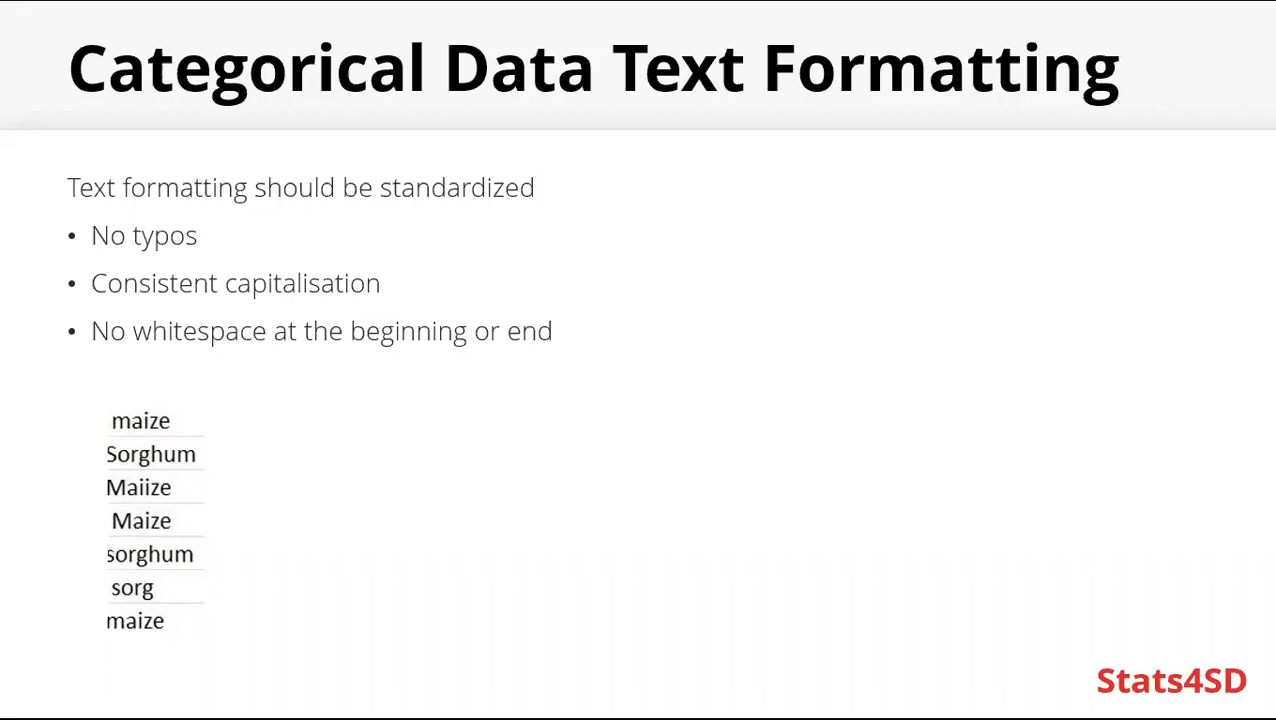 Categorical Data Text Formatting
Text formatting should be standardized
• No typos
• Consistent capitalisation
• No whitespace at the beginning or end
maize
Sorghum
Maiize
Maize
sorghum
sorg
maize
Stats4SD